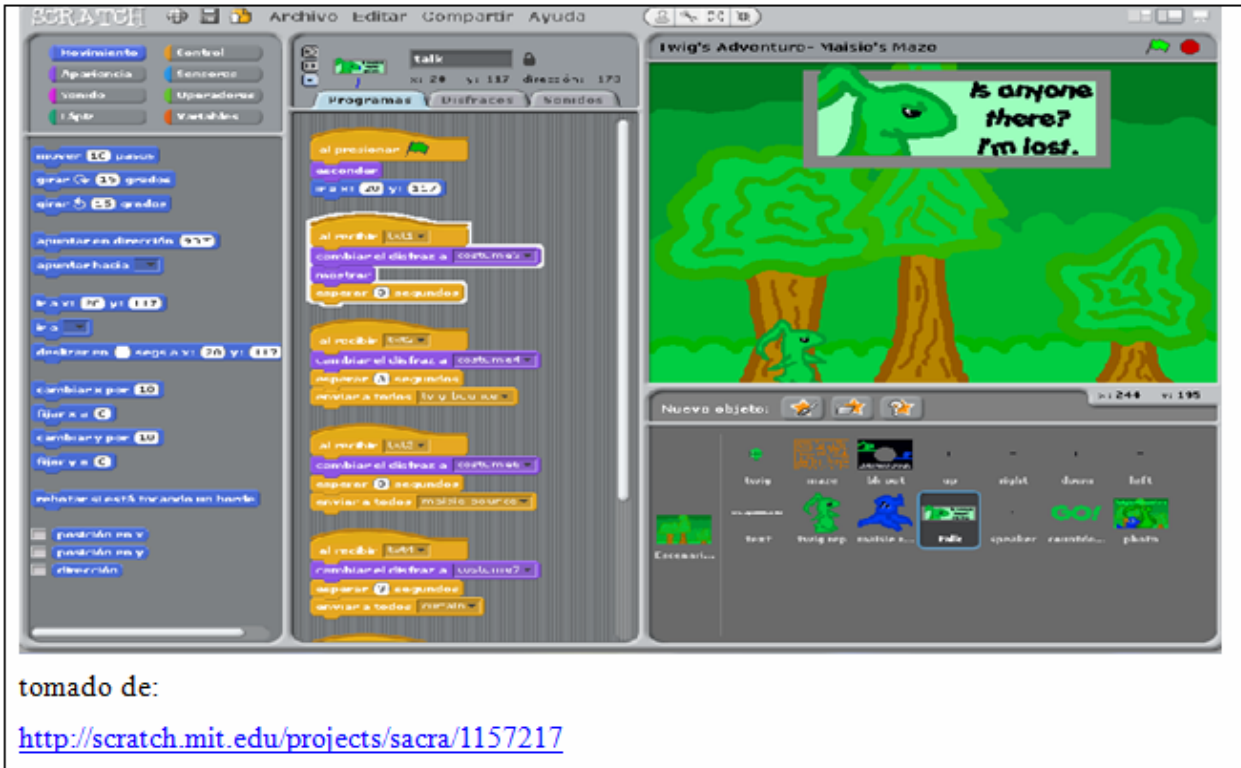 SCRATCH Archivo Editar Compartir Ayuda
Movimiento Control
Apariencia Sensores
Sonido Operadores
Lápiz Variables
mover 10 pasos
girar 15 grados
girar 15 grados
apuntar en dirección
apuntar hacia
ir a x: 20 y: 117
ir a
deslizar en segs a x: 20 y: 117
cambiar x por 10
fijar x a 0
cambiar y por 10
fijar y a 0
rebotar si está tocando un borde
posición en x
posición en y
dirección
talk
x: 20 y: 117 dirección: 173
Programas Disfraces Sonidos
al presionar
esconder
ir a x: 20 y: 117
al recibir txt1
cambiar el disfraz a
mostrar
esperar segundos
al recibir
cambiar el disfraz a costume4
esperar segundos
enviar a todos
al recibir
cambiar el disfraz a
esperar segundos
enviar a todos
al recibir txt4
cambiar el disfraz a costume7
esperar segundos
enviar a todos curtain
Twig's Adventure- Maisie's Maze
Is anyone
there?
I'm lost.
x: 244 y: 195
Nuevo objeto:
twig maze up right down left
GO!
text talk speaker photo
Escenari...
tomado de:
http://scratch.mit.edu/projects/sacra/1157217